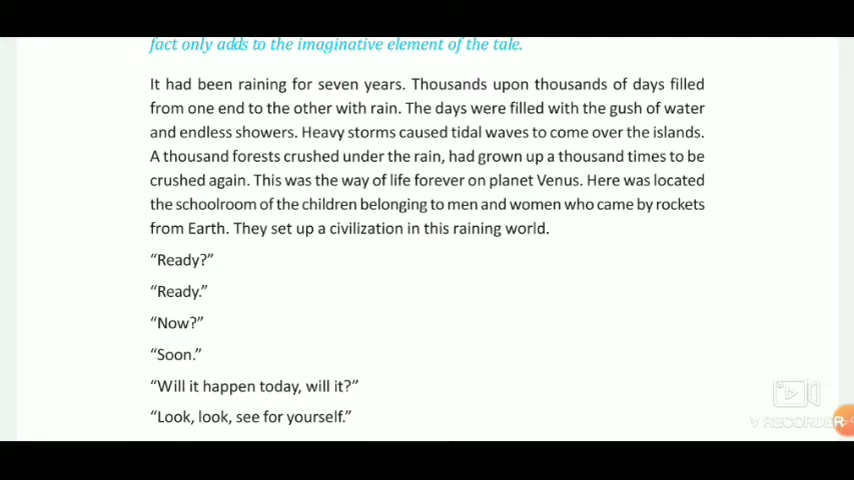 fact only adds to the imaginative element of the tale.
It had been raining for seven years. Thousands upon thousands of days filled
from one end to the other with rain. The days were filled with the gush of water
and endless showers. Heavy storms caused tidal waves to come over the islands.
A thousand forests crushed under the rain, had grown up a thousand times to be
crushed again. This was the way of life forever on planet Venus. Here was located
the schoolroom of the children belonging to men and women who came by rockets
from Earth. They set up a civilization in this raining world.
“Ready?”
“Ready.”
“Now?”
“Soon.”
“Will it happen today, will it?”
“Look, look, see for yourself.”
V RECORDER